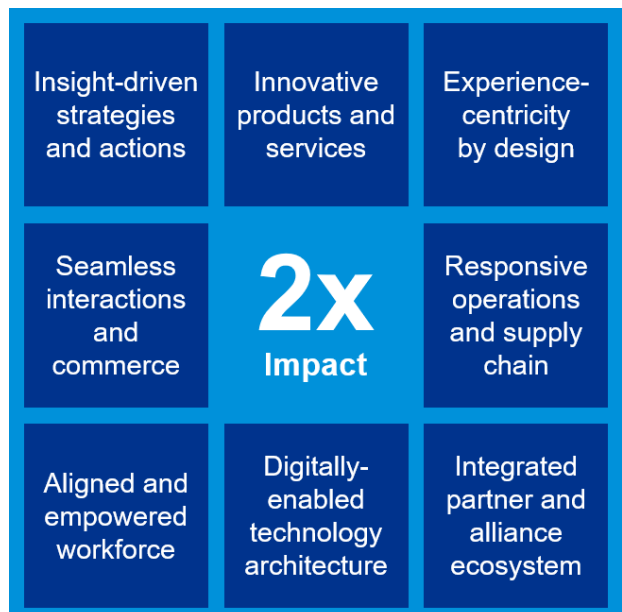 Insight-driven
strategies
and actions
Innovative
products and
services
Experience-
centricity
by design
Seamless
interactions
and
commerce
2x
Impact
Responsive
operations
and supply
chain
Aligned and
empowered
workforce
Digitally-
enabled
technology
architecture
Integrated
partner and
alliance
ecosystem